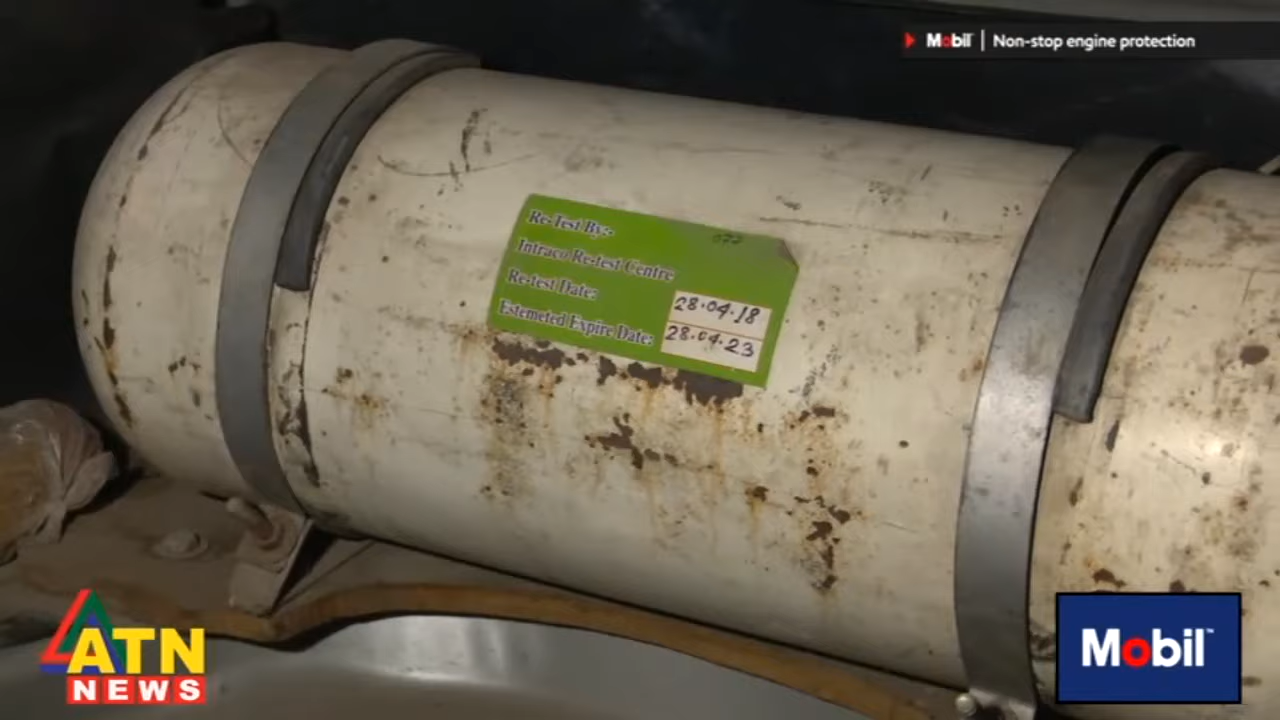 Mobil | Non-stop engine protection
Re-Test By:-
Intraco Re-test Centre
Re-test Date:
28.04.18
Estemeted Expire Date:
28.04.23
ATN
NEWS
Mobil™